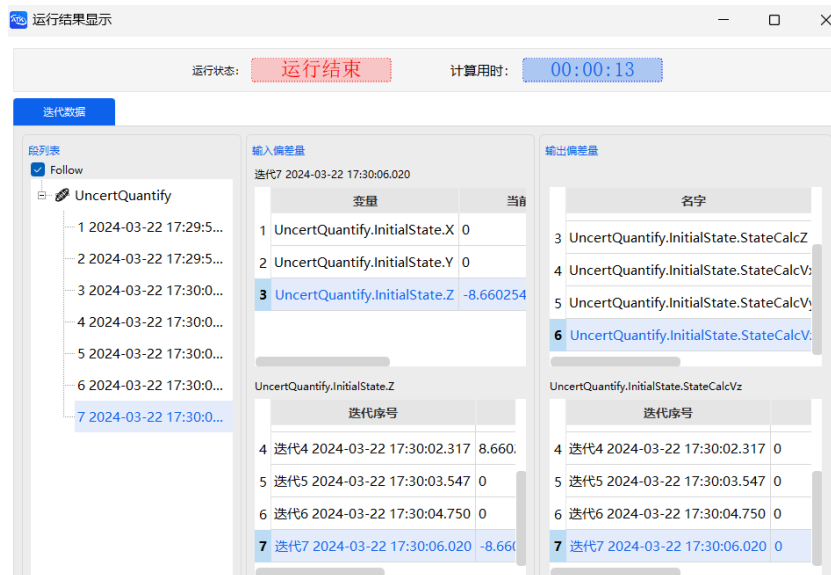 运行结果显示
运行状态: 运行结束 计算用时: 00:00:13
迭代数据
段列表
Follow
UncertQuantify
1 2024-03-22 17:29:5...
2 2024-03-22 17:29:5...
3 2024-03-22 17:30:0...
4 2024-03-22 17:30:0...
5 2024-03-22 17:30:0...
6 2024-03-22 17:30:0...
7 2024-03-22 17:30:0...
输入偏差量
迭代7 2024-03-22 17:30:06.020
变量 当前
1 UncertQuantify.InitialState.X 0
2 UncertQuantify.InitialState.Y 0
3 UncertQuantify.InitialState.Z -8.660254
UncertQuantify.InitialState.Z
迭代序号
4 迭代4 2024-03-22 17:30:02.317 8.660
5 迭代5 2024-03-22 17:30:03.547 0
6 迭代6 2024-03-22 17:30:04.750 0
7 迭代7 2024-03-22 17:30:06.020 -8.66
输出偏差量
名字
3 UncertQuantify.InitialState.StateCalcZ
4 UncertQuantify.InitialState.StateCalcVx
5 UncertQuantify.InitialState.StateCalcVy
6 UncertQuantify.InitialState.StateCalcV
UncertQuantify.InitialState.StateCalcVz
迭代序号
4 迭代4 2024-03-22 17:30:02.317 0
5 迭代5 2024-03-22 17:30:03.547 0
6 迭代6 2024-03-22 17:30:04.750 0
7 迭代7 2024-03-22 17:30:06.020 0